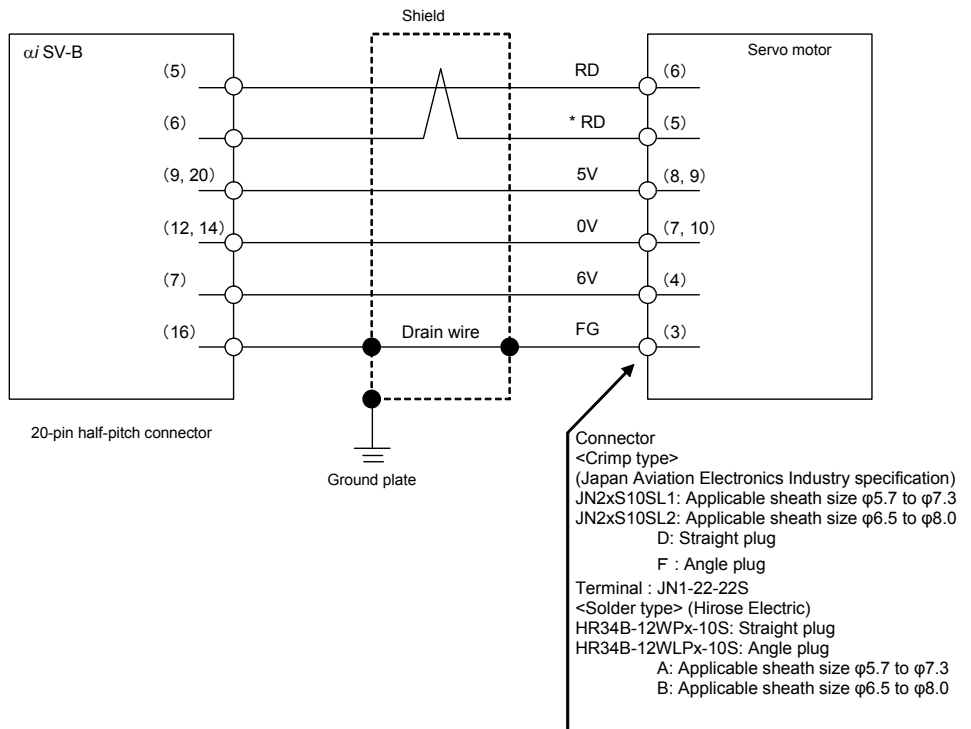 Shield
αi SV-B
Servo motor
（5） RD （6）
（6） * RD （5）
（9, 20） 5V （8, 9）
（12, 14） 0V （7, 10）
（7） 6V （4）
（16） Drain wire FG （3）
20-pin half-pitch connector
Ground plate
Connector
<Crimp type>
(Japan Aviation Electronics Industry specification)
JN2xS10SL1: Applicable sheath size φ5.7 to φ7.3
JN2xS10SL2: Applicable sheath size φ6.5 to φ8.0
D: Straight plug
F : Angle plug
Terminal : JN1-22-22S
<Solder type> (Hirose Electric)
HR34B-12WPx-10S: Straight plug
HR34B-12WLPx-10S: Angle plug
A: Applicable sheath size φ5.7 to φ7.3
B: Applicable sheath size φ6.5 to φ8.0